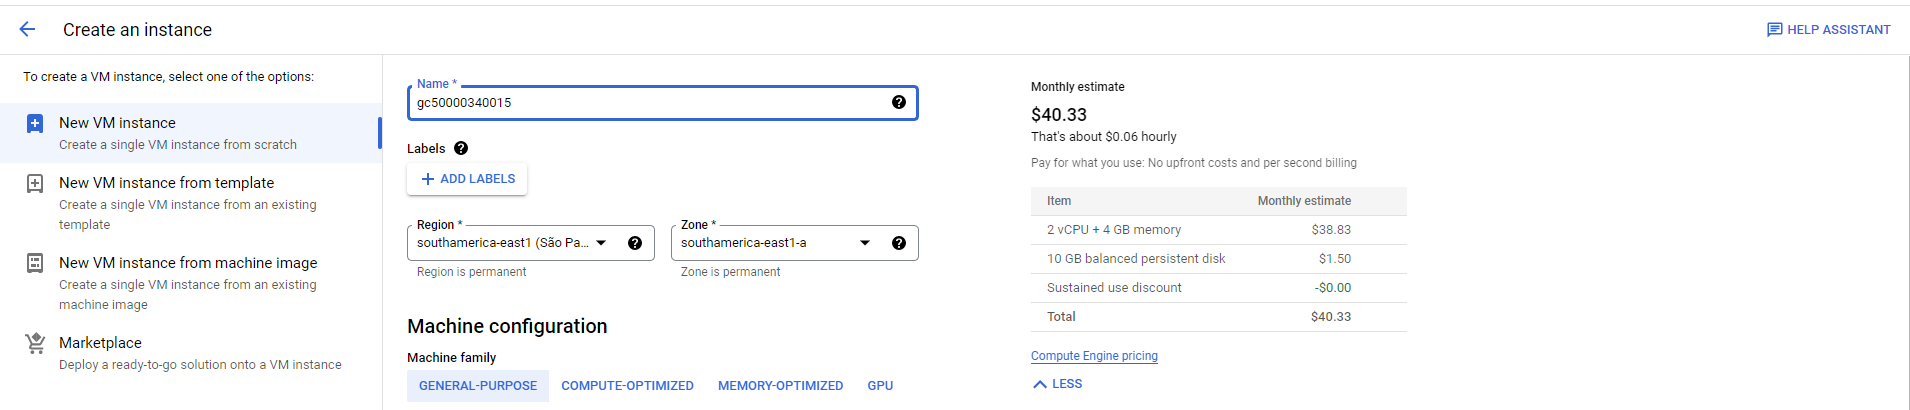 Create an instance
HELP ASSISTANT
To create a VM instance, select one of the options:
New VM instance
Create a single VM instance from scratch
New VM instance from template
Create a single VM instance from an existing
template
New VM instance from machine image
Create a single VM instance from an existing
machine image
Marketplace
Deploy a ready-to-go solution onto a VM instance
Name *
gc50000340015
Labels
ADD LABELS
Region *
southamerica-east1 (São Pa...
Region is permanent
Zone *
southamerica-east1-a
Zone is permanent
Machine configuration
Machine family
GENERAL-PURPOSE COMPUTE-OPTIMIZED MEMORY-OPTIMIZED GPU
Monthly estimate
$40.33
That's about $0.06 hourly
Pay for what you use: No upfront costs and per second billing
Item Monthly estimate
2 vCPU + 4 GB memory $38.83
10 GB balanced persistent disk $1.50
Sustained use discount -$0.00
Total $40.33
Compute Engine pricing
LESS